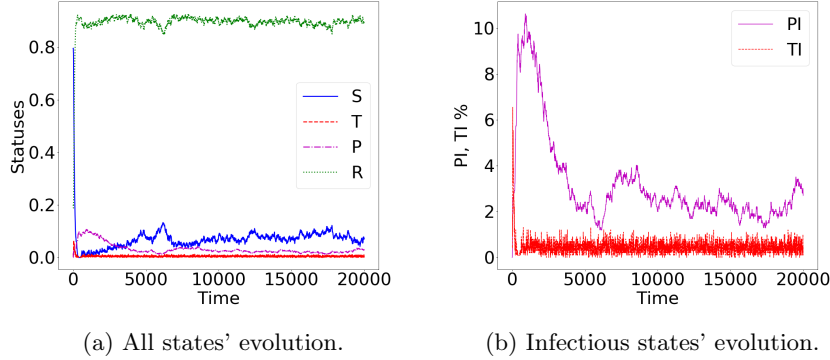 0.8
0.6
0.4
0.2
0.0
Statuses
S
T
P
R
0 5000 10000 15000 20000
Time
(a) All states' evolution.
10
8
6
4
2
0
PI, TI %
PI
TI
0 5000 10000 15000 20000
Time
(b) Infectious states' evolution.